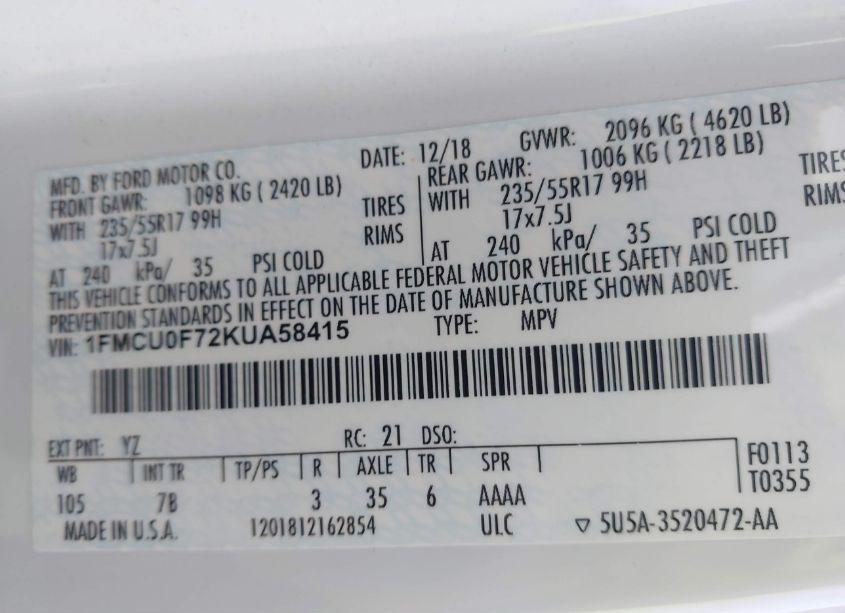 MFD. BY FORD MOTOR CO.
DATE: 12/18 GVWR: 2096 KG ( 4620 LB)
FRONT GAWR: 1098 KG ( 2420 LB)
REAR GAWR: 1006 KG ( 2218 LB)
WITH 235/55R17 99H TIRES
WITH 235/55R17 99H TIRES
17x7.5J RIMS
17x7.5J RIMS
AT 240 kPa/ 35 PSI COLD
AT 240 kPa/ 35 PSI COLD
THIS VEHICLE CONFORMS TO ALL APPLICABLE FEDERAL MOTOR VEHICLE SAFETY AND THEFT
PREVENTION STANDARDS IN EFFECT ON THE DATE OF MANUFACTURE SHOWN ABOVE.
VIN: 1FMCU0F72KUA58415 TYPE: MPV
EXT PNT: YZ RC: 21 DSO:
WB INT TR TP/PS R AXLE TR SPR
105 7B 3 35 6 AAAA
F0113
T0355
MADE IN U.S.A. 1201812162854 ULC ▽ 5U5A-3520472-AA